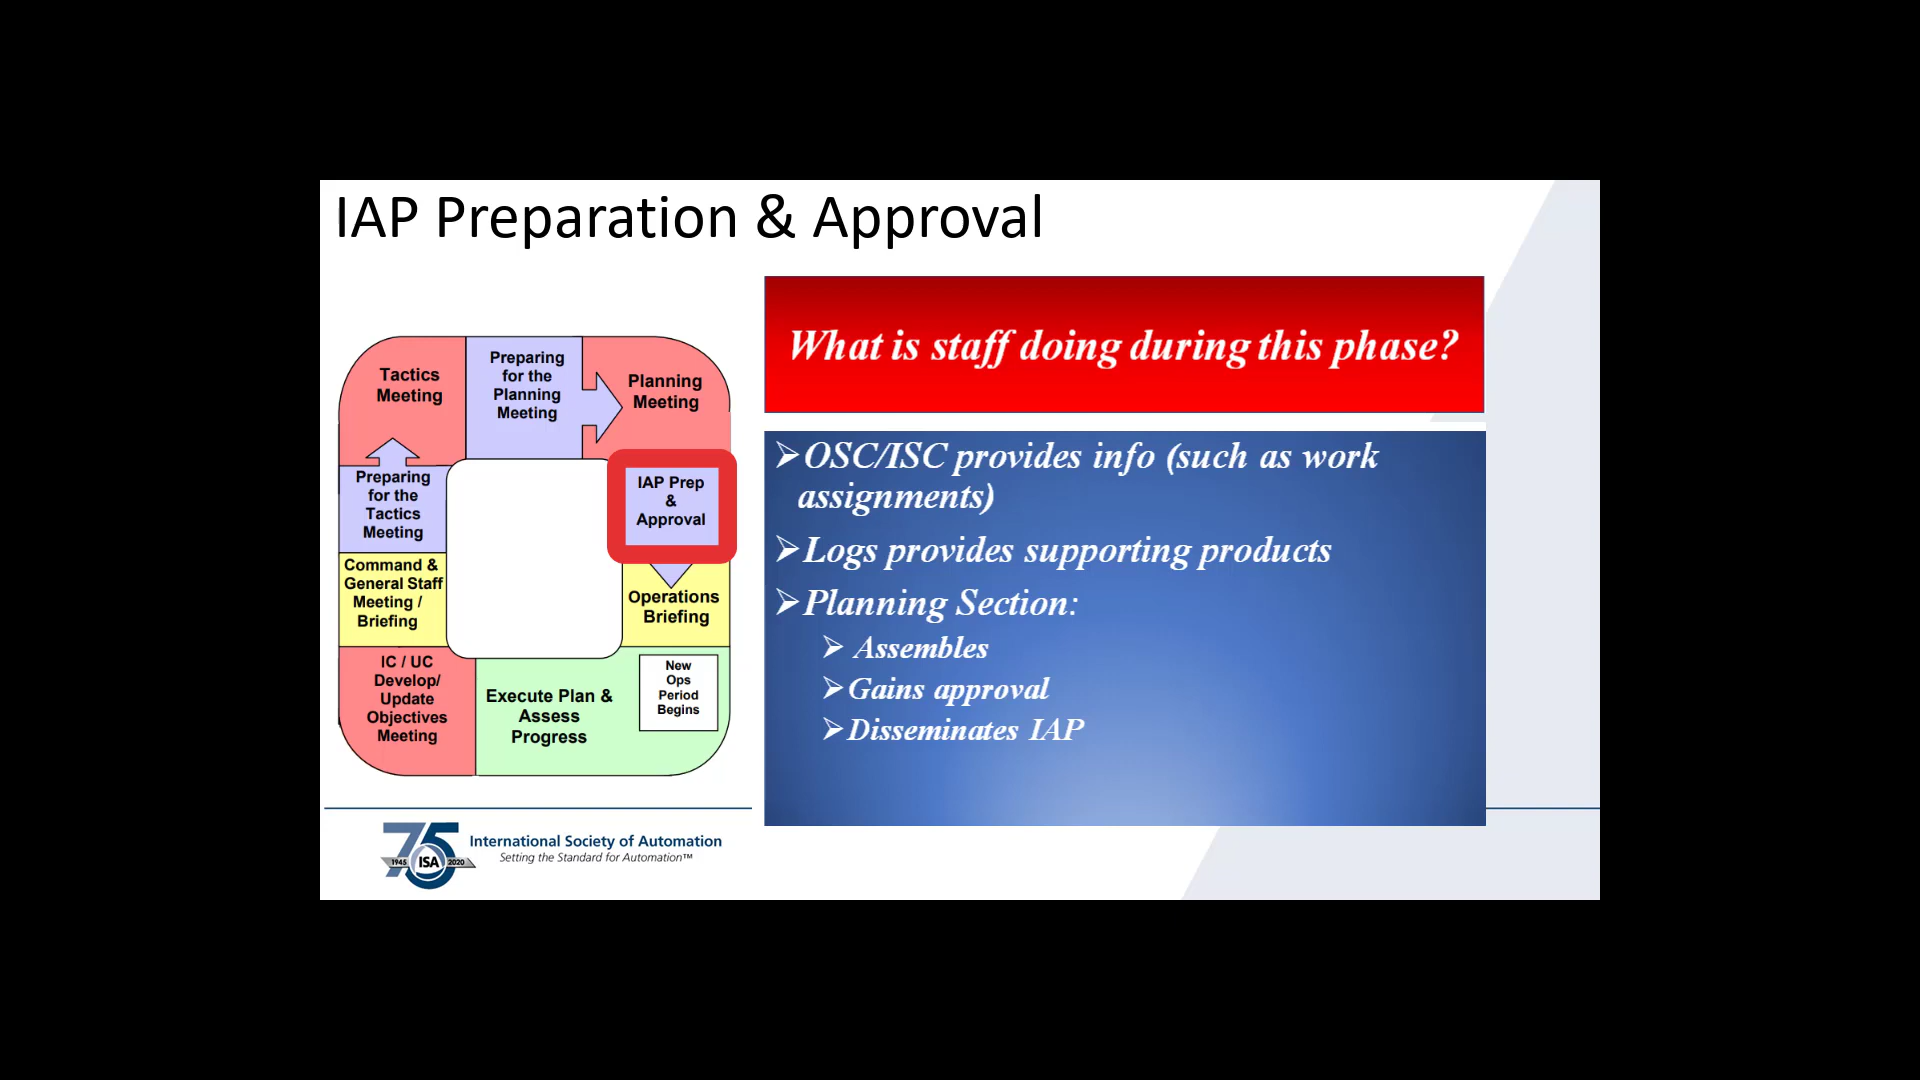 IAP Preparation & Approval
What is staff doing during this phase?
Tactics
Meeting
Preparing
for the
Planning
Meeting
Planning
Meeting
Preparing
for the
Tactics
Meeting
IAP Prep
&
Approval
Command &
General Staff
Meeting /
Briefing
Operations
Briefing
IC / UC
Develop/
Update
Objectives
Meeting
Execute Plan &
Assess
Progress
New
Ops
Period
Begins
➢OSC/ISC provides info (such as work
assignments)
➢Logs provides supporting products
➢Planning Section:
➢ Assembles
➢Gains approval
➢Disseminates IAP
75
1945 ISA 2020
International Society of Automation
Setting the Standard for Automation™